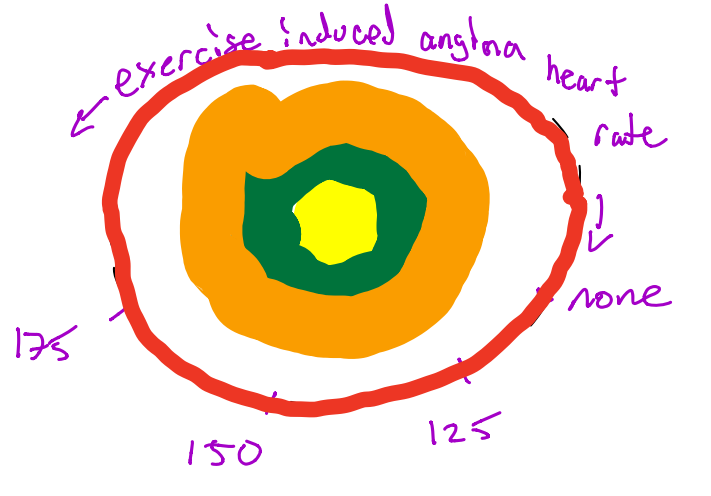 exercise induced angina heart
rate
none
175
125
150